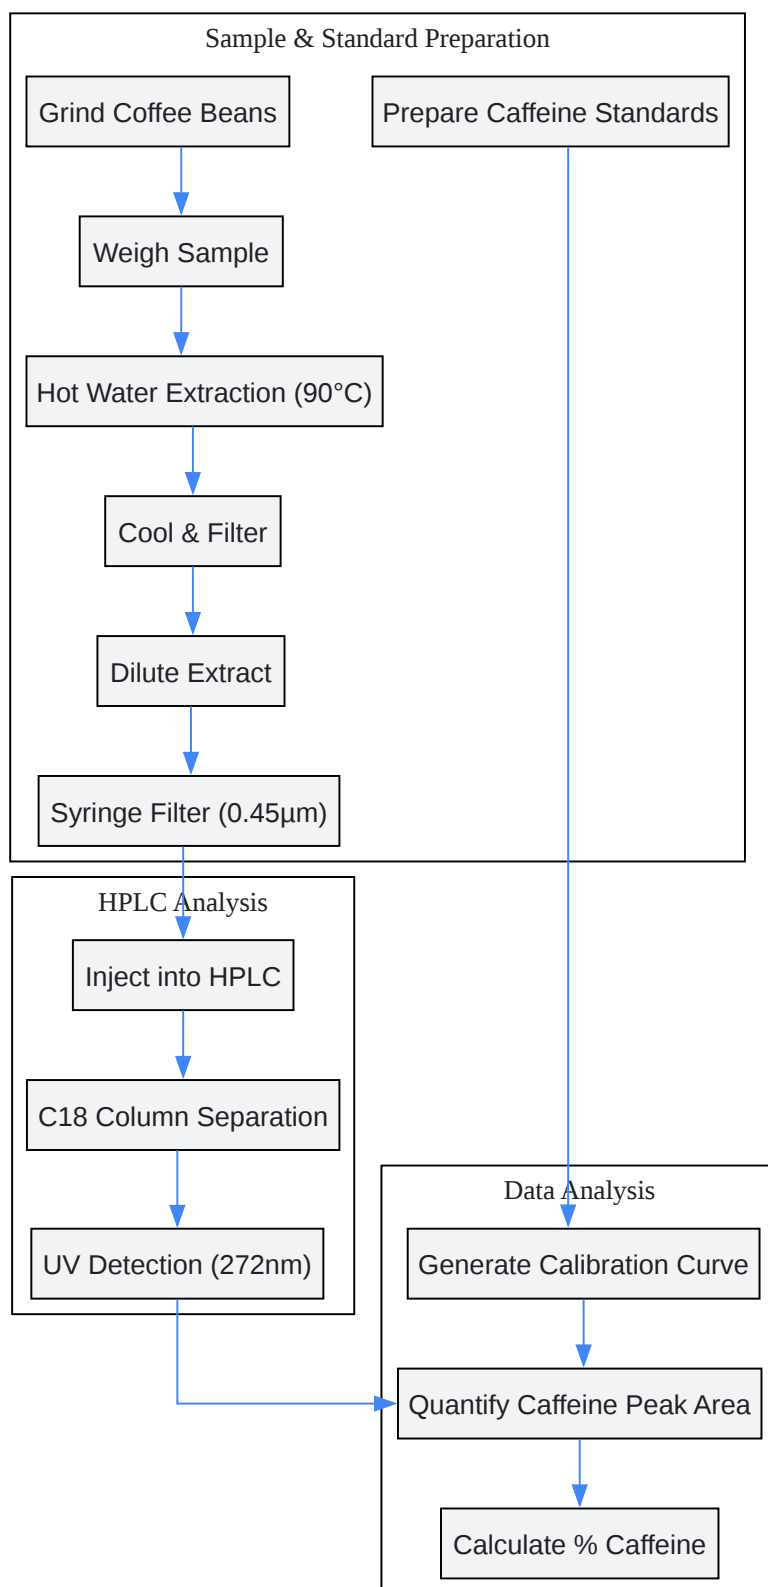 Sample & Standard Preparation
Grind Coffee Beans
Prepare Caffeine Standards
Weigh Sample
Hot Water Extraction (90°C)
Cool & Filter
Dilute Extract
Syringe Filter (0.45µm)
HPLC Analysis
Inject into HPLC
C18 Column Separation
UV Detection (272nm)
Data Analysis
Generate Calibration Curve
Quantify Caffeine Peak Area
Calculate % Caffeine